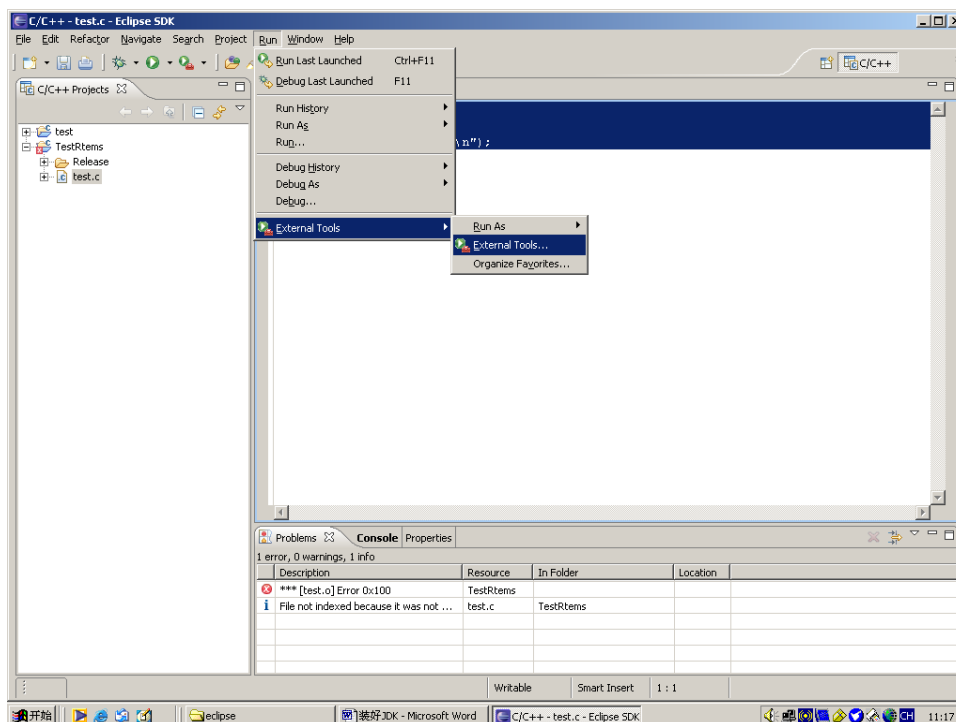 C/C++ - test.c - Eclipse SDK
File Edit Refactor Navigate Search Project Run Window Help
C/C++
C/C++ Projects
test
TestRtems
Release
test.c
Run Last Launched Ctrl+F11
Debug Last Launched F11
Run History
Run As
Run...
Debug History
Debug As
Debug...
External Tools
Run As
External Tools...
Organize Favorites...
\n");
Problems Console Properties
1 error, 0 warnings, 1 info
Description Resource In Folder Location
*** [test.o] Error 0x100 TestRtems
File not indexed because it was not ... test.c TestRtems
Writable Smart Insert 1 : 1
开始 eclipse 装好JDK - Microsoft Word C/C++ - test.c - Eclipse SDK CH 11:17